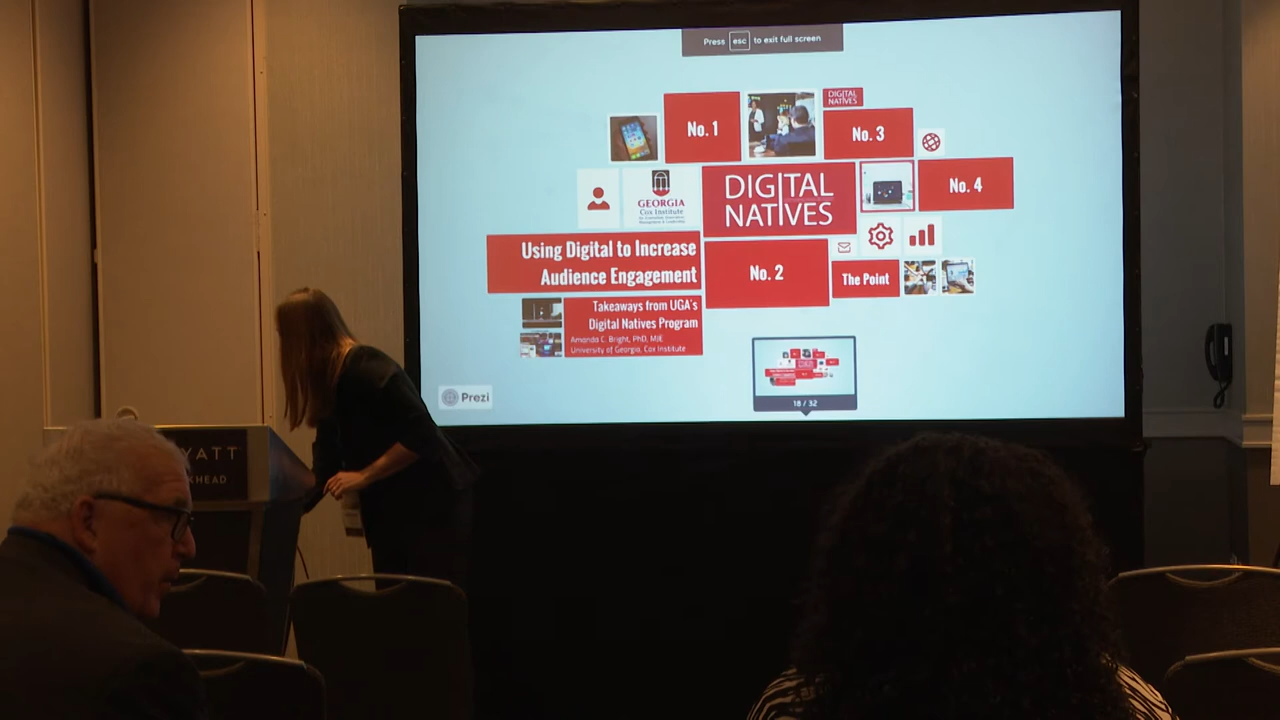 Press esc to exit full screen
DIGITAL
NATIVES
No. 1
No. 3
No. 4
GEORGIA
Cox Institute
DIGITAL
NATIVES
Using Digital to Increase
Audience Engagement
No. 2
The Point
Takeaways from UGA's
Digital Natives Program
Amanda C. Bright, PhD, MJE
University of Georgia, Cox Institute
Prezi
18 / 32
YATT
KHEAD